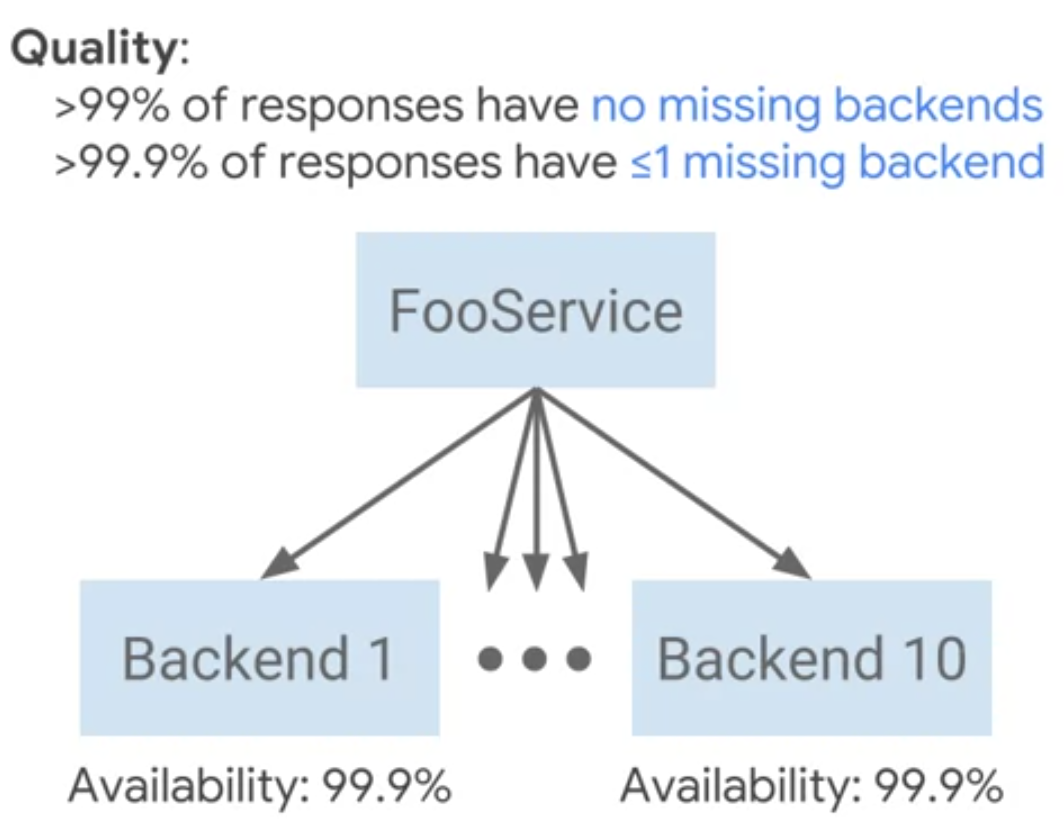 Quality:
>99% of responses have no missing backends
>99.9% of responses have ≤1 missing backend
FooService
Backend 1
Backend 10
Availability: 99.9%
Availability: 99.9%